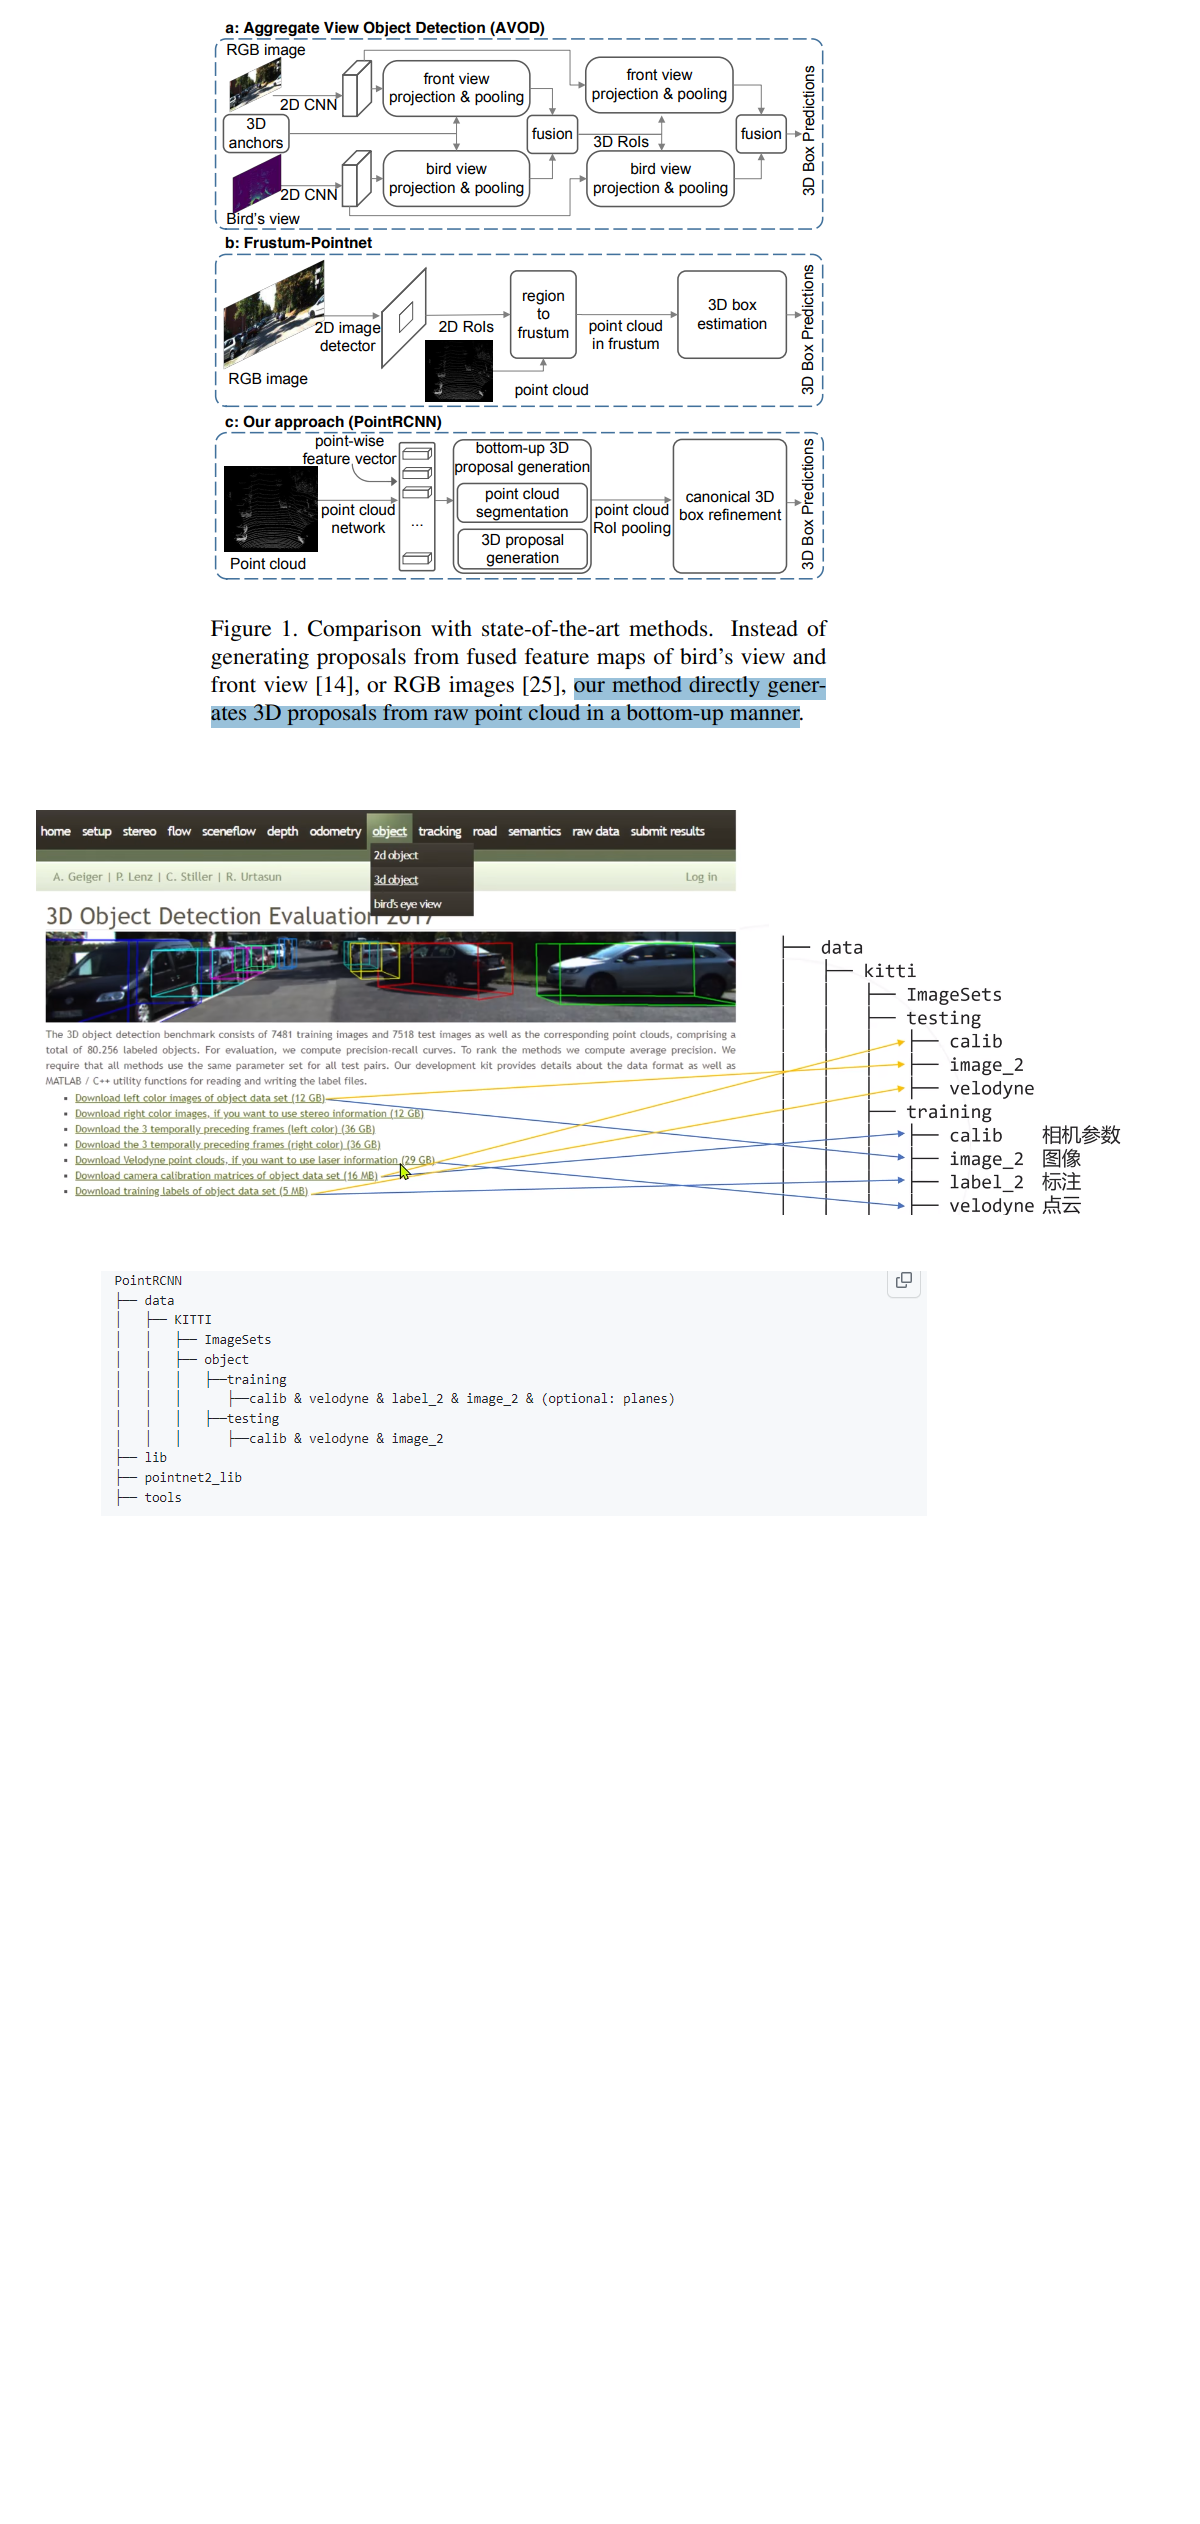 a: Aggregate View Object Detection (AVOD)
RGB image
2D CNN
3D
anchors
2D CNN
Bird's view
front view
projection & pooling
bird view
projection & pooling
fusion
3D RoIs
front view
projection & pooling
bird view
projection & pooling
fusion
3D Box Predictions
b: Frustum-Pointnet
RGB image
2D image
detector
2D RoIs
point cloud
region
to
frustum
point cloud
in frustum
3D box
estimation
3D Box Predictions
c: Our approach (PointRCNN)
point-wise
feature vector
point cloud
network
Point cloud
...
bottom-up 3D
proposal generation
point cloud
segmentation
3D proposal
generation
point cloud
RoI pooling
canonical 3D
box refinement
3D Box Predictions
Figure 1. Comparison with state-of-the-art methods. Instead of
generating proposals from fused feature maps of bird's view and
front view [14], or RGB images [25], our method directly gener-
ates 3D proposals from raw point cloud in a bottom-up manner.
home setup stereo flow sceneflow depth odometry object tracking road semantics raw data submit results
2d object
3d object
bird's eye view
A. Geiger | P. Lenz | C. Stiller | R. Urtasun
Log in
3D Object Detection Evaluation 2017
The 3D object detection benchmark consists of 7481 training images and 7518 test images as well as the corresponding point clouds, comprising a
total of 80.256 labeled objects. For evaluation, we compute precision-recall curves. To rank the methods we compute average precision. We
require that all methods use the same parameter set for all test pairs. Our development kit provides details about the data format as well as
MATLAB / C++ utility functions for reading and writing the label files.
Download left color images of object data set (12 GB)
Download right color images, if you want to use stereo information (12 GB)
Download the 3 temporally preceding frames (left color) (36 GB)
Download the 3 temporally preceding frames (right color) (36 GB)
Download Velodyne point clouds, if you want to use laser information (29 GB)
Download camera calibration matrices of object data set (16 MB)
Download training labels of object data set (5 MB)
data
kitti
ImageSets
testing
calib
image_2
velodyne
training
calib 相机参数
image_2 图像
label_2 标注
velodyne 点云
PointRCNN
data
KITTI
ImageSets
object
training
calib & velodyne & label_2 & image_2 & (optional: planes)
testing
calib & velodyne & image_2
lib
pointnet2_lib
tools